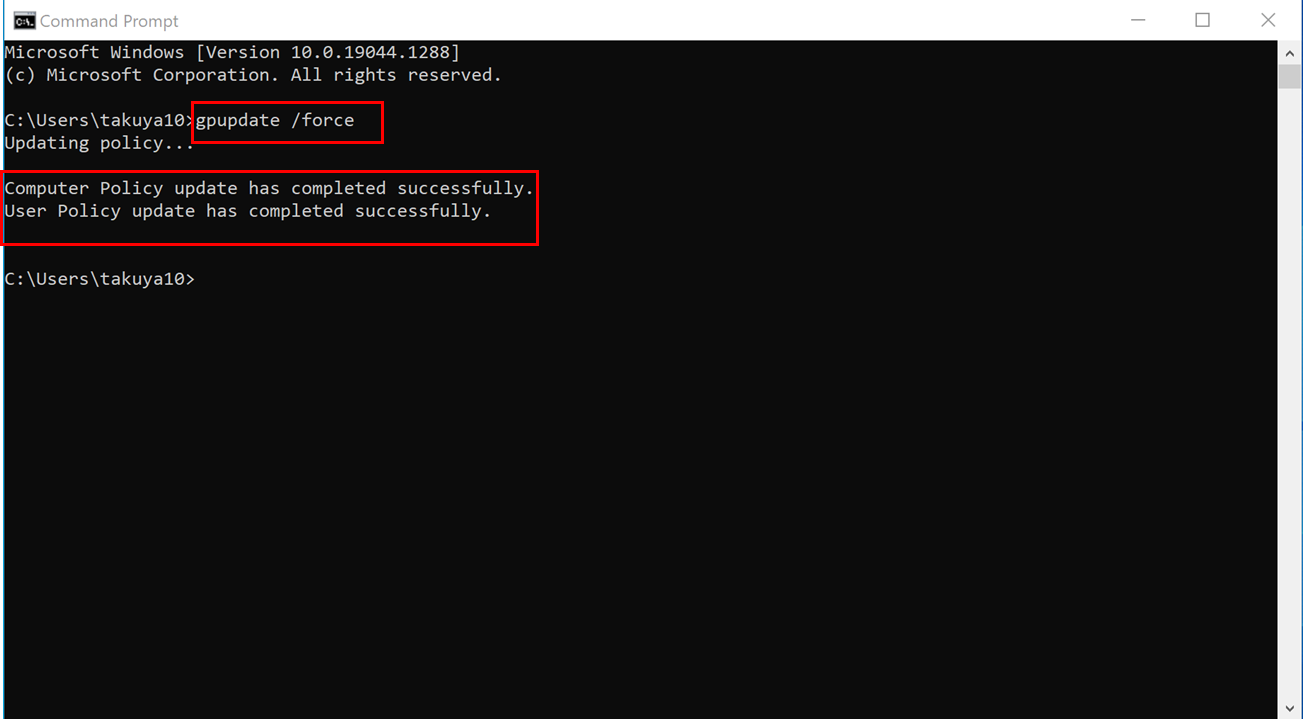 Command Prompt
Microsoft Windows [Version 10.0.19044.1288]
(c) Microsoft Corporation. All rights reserved.
C:\Users\takuya10>gpupdate /force
Updating policy...
Computer Policy update has completed successfully.
User Policy update has completed successfully.
C:\Users\takuya10>